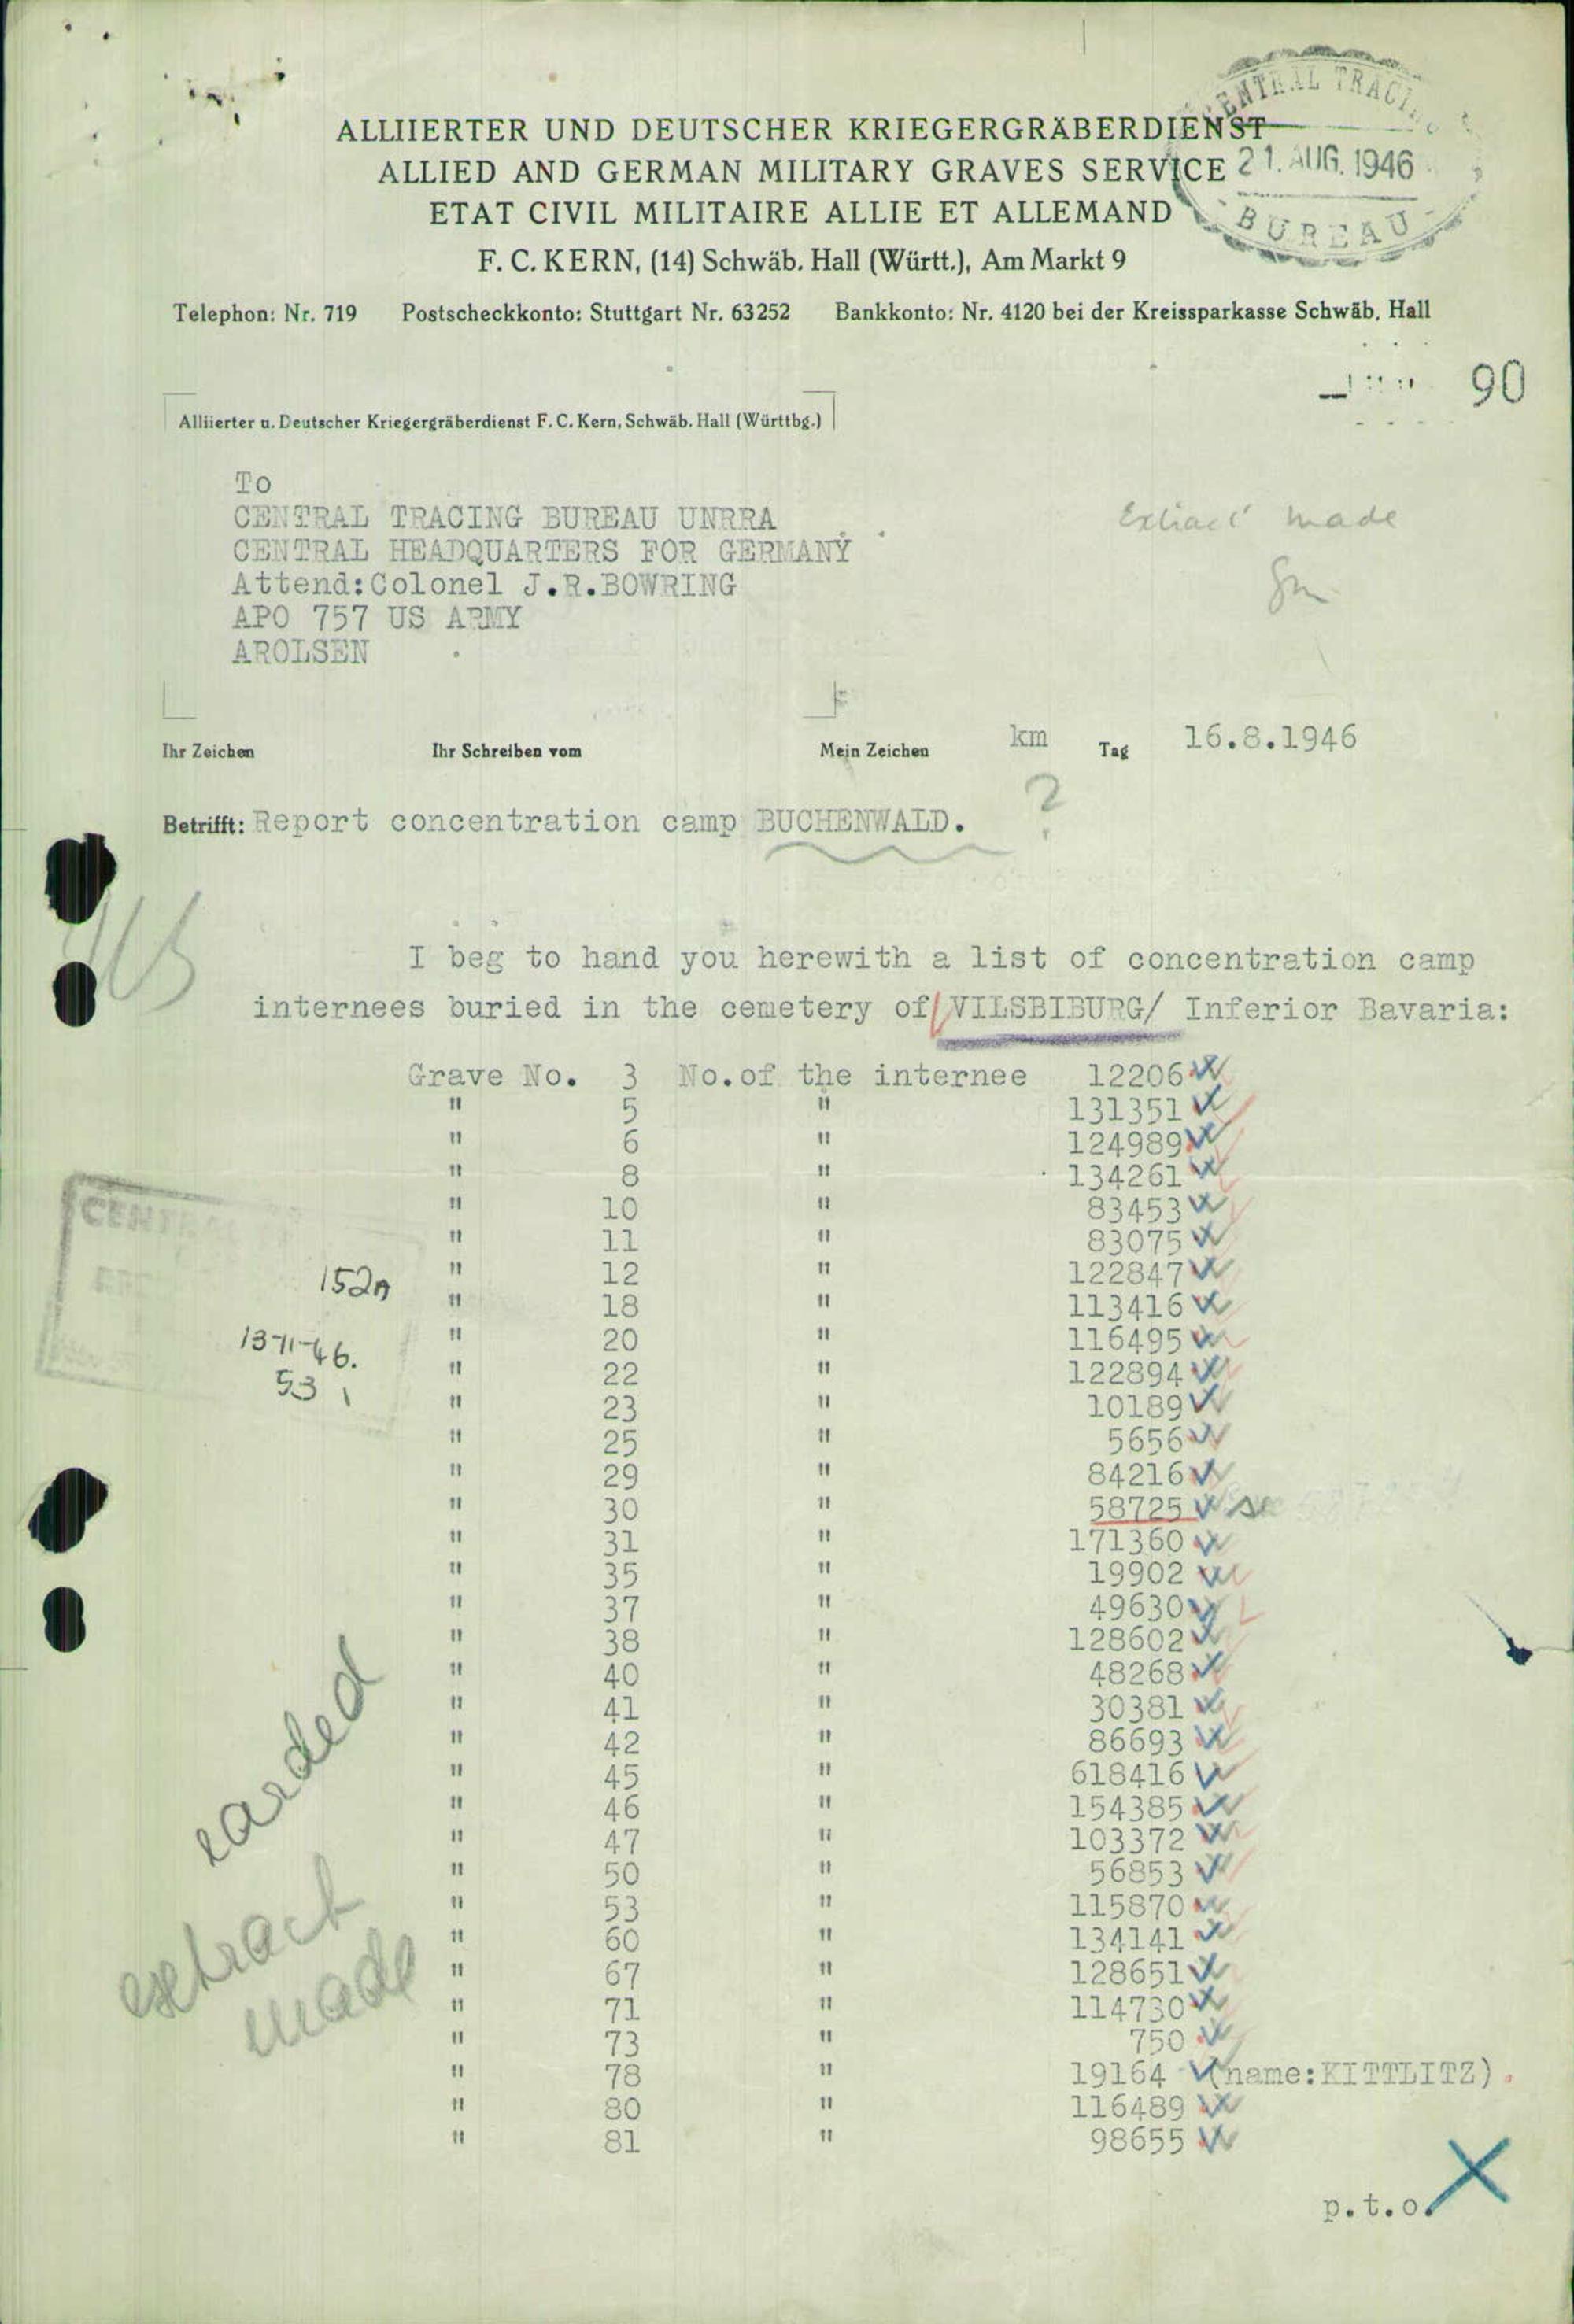 ALLIIERTER UND DEUTSCHER KRIEGERGRÄBERDIENST
ALLIED AND GERMAN MILITARY GRAVES SERVICE
ETAT CIVIL MILITAIRE ALLIE ET ALLEMAND
CENTRAL TRACING
21. AUG. 1946
BUREAU
F. C. KERN, (14) Schwäb. Hall (Württ.), Am Markt 9
Telephon: Nr. 719 Postscheckkonto: Stuttgart Nr. 63252 Bankkonto: Nr. 4120 bei der Kreissparkasse Schwäb. Hall
90
Alliierter u. Deutscher Kriegergräberdienst F. C. Kern, Schwäb. Hall (Württbg.)
To
CENTRAL TRACING BUREAU UNRRA
CENTRAL HEADQUARTERS FOR GERMANY
Attend: Colonel J.R.BOWRING
APO 757 US ARMY
AROLSEN
Extract made
Ihr Zeichen Ihr Schreiben vom Mein Zeichen km Tag 16.8.1946
Betrifft: Report concentration camp BUCHENWALD. ?
I beg to hand you herewith a list of concentration camp
internees buried in the cemetery of VILSBIBURG/ Inferior Bavaria:
Grave No. 3 No.of the internee 12206
" 5 " 131351
" 6 " 124989
" 8 " 134261
" 10 " 83453
" 11 " 83075
" 12 " 122847
" 18 " 113416
" 20 " 116495
" 22 " 122894
" 23 " 10189
" 25 " 5656
" 29 " 84216
" 30 " 58725
" 31 " 171360
" 35 " 19902
" 37 " 49630
" 38 " 128602
" 40 " 48268
" 41 " 30381
" 42 " 86693
" 45 " 618416
" 46 " 154385
" 47 " 103372
" 50 " 56853
" 53 " 115870
" 60 " 134141
" 67 " 128651
" 71 " 114730
" 73 " 750
" 78 " 19164 (name:KITTLITZ).
" 80 " 116489
" 81 " 98655
152A
13-11-46.
53
carded
extract
made
p.t.o.